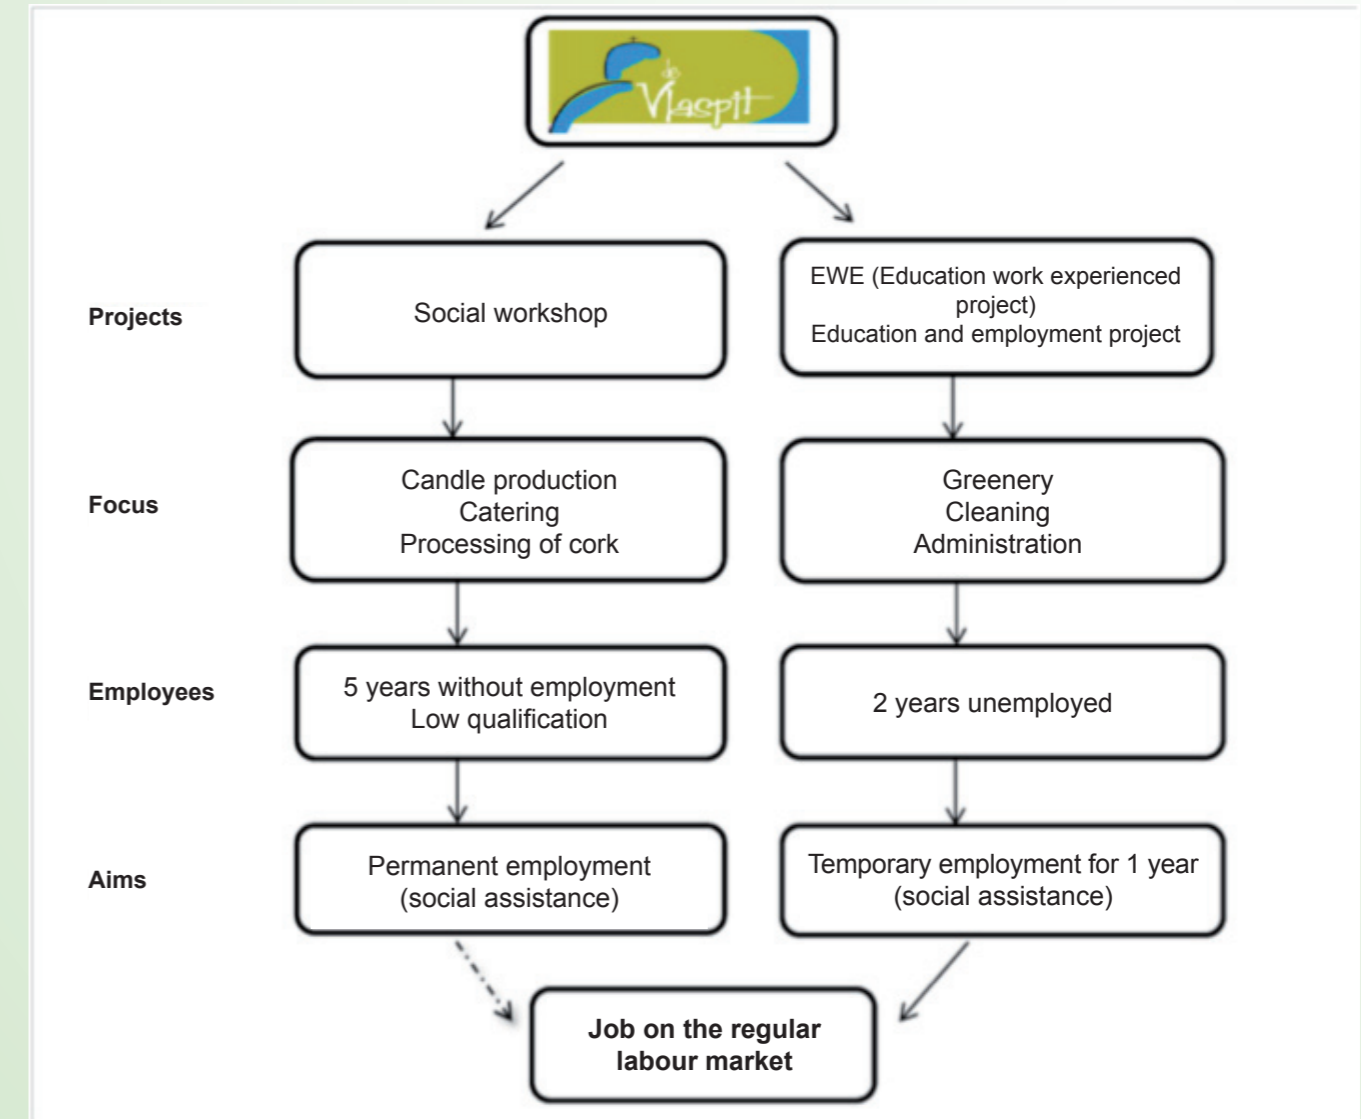 de
Vlaspit
Projects
Social workshop
EWE (Education work experienced
project)
Education and employment project
Focus
Candle production
Catering
Processing of cork
Greenery
Cleaning
Administration
Employees
5 years without employment
Low qualification
2 years unemployed
Aims
Permanent employment
(social assistance)
Temporary employment for 1 year
(social assistance)
Job on the regular
labour market